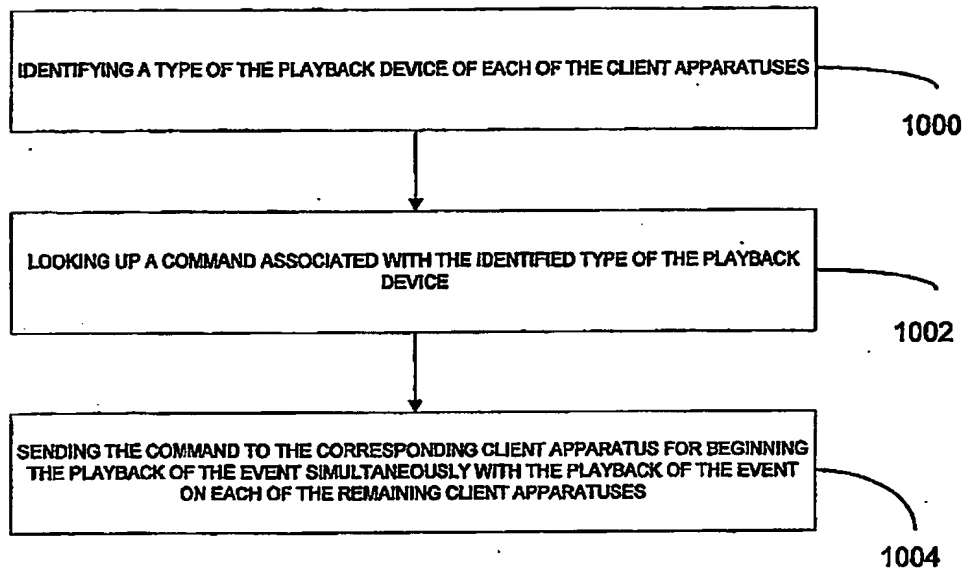 IDENTIFYING A TYPE OF THE PLAYBACK DEVICE OF EACH OF THE CLIENT APPARATUSES
1000
LOOKING UP A COMMAND ASSOCIATED WITH THE IDENTIFIED TYPE OF THE PLAYBACK
DEVICE
1002
SENDING THE COMMAND TO THE CORRESPONDING CLIENT APPARATUS FOR BEGINNING
THE PLAYBACK OF THE EVENT SIMULTANEOUSLY WITH THE PLAYBACK OF THE EVENT
ON EACH OF THE REMAINING CLIENT APPARATUSES
1004